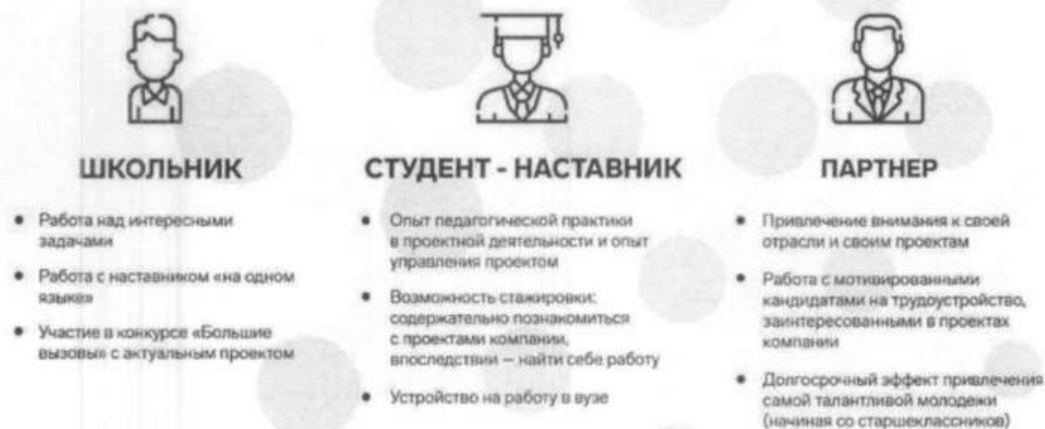 ШКОЛЬНИК
• Работа над интересными
задачами
• Работа с наставником «на одном
языке»
• Участие в конкурсе «Большие
вызовы» с актуальным проектом
СТУДЕНТ - НАСТАВНИК
• Опыт педагогической практики
в проектной деятельности и опыт
управления проектом
• Возможность стажировки:
содержательно познакомиться
с проектами компании,
впоследствии — найти себе работу
• Устройство на работу в вузе
ПАРТНЕР
• Привлечение внимания к своей
отрасли и своим проектам
• Работа с мотивированными
кандидатами на трудоустройство,
заинтересованными в проектах
компании
• Долгосрочный эффект привлечения
самой талантливой молодежи
(начиная со старшеклассников)